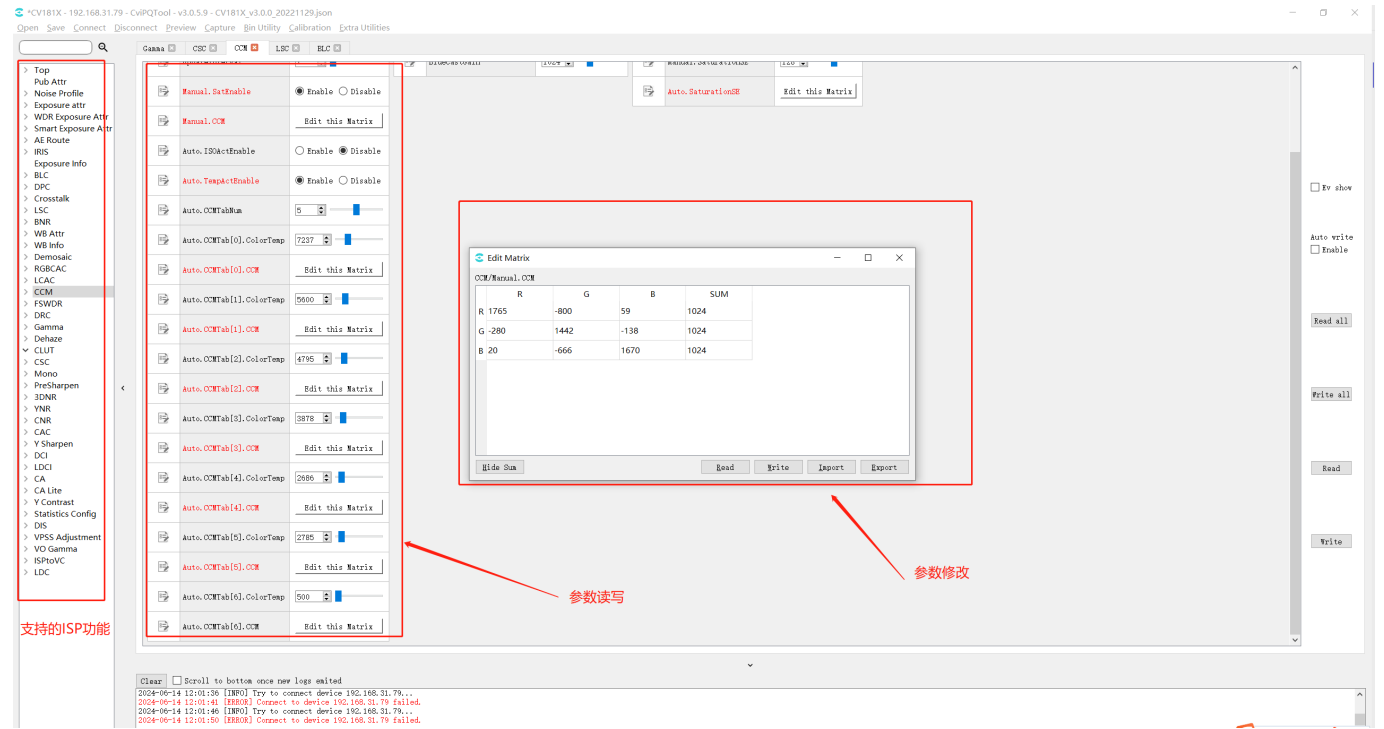 *CV181X - 192.168.31.79 - CviPQTool - v3.0.5.9 - CV181X_v3.0.0_20221129.json
Open Save Connect Disconnect Preview Capture Bin Utility Calibration Extra Utilities
Gamma CSC CCM LSC BLC
Top
Pub Attr
Noise Profile
Exposure attr
WDR Exposure Attr
Smart Exposure Attr
AE Route
IRIS
Exposure Info
BLC
DPC
Crosstalk
LSC
BNR
WB Attr
WB Info
Demosaic
RGBCAC
LCAC
CCM
FSWDR
DRC
Gamma
Dehaze
CLUT
CSC
Mono
PreSharpen
3DNR
YNR
CNR
CAC
Y Sharpen
DCI
LDCI
CA
CA Lite
Y Contrast
Statistics Config
DIS
VPSS Adjustment
VO Gamma
ISPtoVC
LDC
支持的ISP功能
Manual.SatEnable Enable Disable
Manual.CCM Edit this Matrix
Auto.ISOActEnable Enable Disable
Auto.TempActEnable Enable Disable
Auto.CCMTabNum 5
Auto.CCMTab[0].ColorTemp 7237
Auto.CCMTab[0].CCM Edit this Matrix
Auto.CCMTab[1].ColorTemp 5600
Auto.CCMTab[1].CCM Edit this Matrix
Auto.CCMTab[2].ColorTemp 4795
Auto.CCMTab[2].CCM Edit this Matrix
Auto.CCMTab[3].ColorTemp 3878
Auto.CCMTab[3].CCM Edit this Matrix
Auto.CCMTab[4].ColorTemp 2686
Auto.CCMTab[4].CCM Edit this Matrix
Auto.CCMTab[5].ColorTemp 2785
Auto.CCMTab[5].CCM Edit this Matrix
Auto.CCMTab[6].ColorTemp 500
Auto.CCMTab[6].CCM Edit this Matrix
1024
Manual.SaturationSE 128
Auto.SaturationSE Edit this Matrix
Edit Matrix
CCM/Manual.CCM
R G B SUM
R 1765 -800 59 1024
G -280 1442 -138 1024
B 20 -666 1670 1024
Hide Sum Read Write Import Export
参数修改
参数读写
Ev show
Auto write
Enable
Read all
Write all
Read
Write
Clear Scroll to bottom once new logs emited
2024-06-14 12:01:36 [INFO] Try to connect device 192.168.31.79...
2024-06-14 12:01:41 [ERROR] Connect to device 192.168.31.79 failed.
2024-06-14 12:01:46 [INFO] Try to connect device 192.168.31.79...
2024-06-14 12:01:50 [ERROR] Connect to device 192.168.31.79 failed.